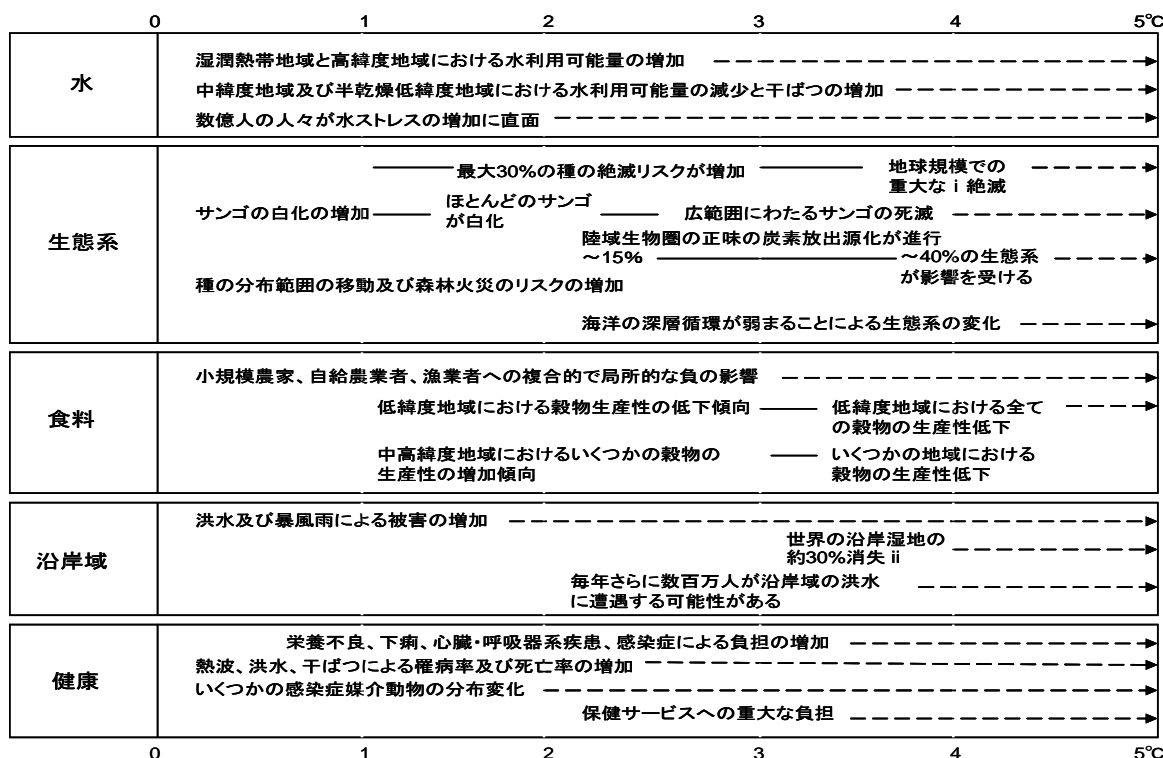 0 1 2 3 4 5℃
水
湿潤熱帯地域と高緯度地域における水利用可能量の増加
中緯度地域及び半乾燥低緯度地域における水利用可能量の減少と干ばつの増加
数億人の人々が水ストレスの増加に直面
生態系
最大30%の種の絶滅リスクが増加
地球規模での
重大な i 絶滅
サンゴの白化の増加
ほとんどのサンゴ
が白化
広範囲にわたるサンゴの死滅
陸域生物圏の正味の炭素放出源化が進行
～15%
～40%の生態系
が影響を受ける
種の分布範囲の移動及び森林火災のリスクの増加
海洋の深層循環が弱まることによる生態系の変化
食料
小規模農家、自給農業者、漁業者への複合的で局所的な負の影響
低緯度地域における穀物生産性の低下傾向
低緯度地域における全て
の穀物の生産性低下
中高緯度地域におけるいくつかの穀物の
生産性の増加傾向
いくつかの地域における
穀物の生産性低下
沿岸域
洪水及び暴風雨による被害の増加
世界の沿岸湿地の
約30%消失 ii
毎年さらに数百万人が沿岸域の洪水
に遭遇する可能性がある
健康
栄養不良、下痢、心臓・呼吸器系疾患、感染症による負担の増加
熱波、洪水、干ばつによる罹病率及び死亡率の増加
いくつかの感染症媒介動物の分布変化
保健サービスへの重大な負担
0 1 2 3 4 5℃